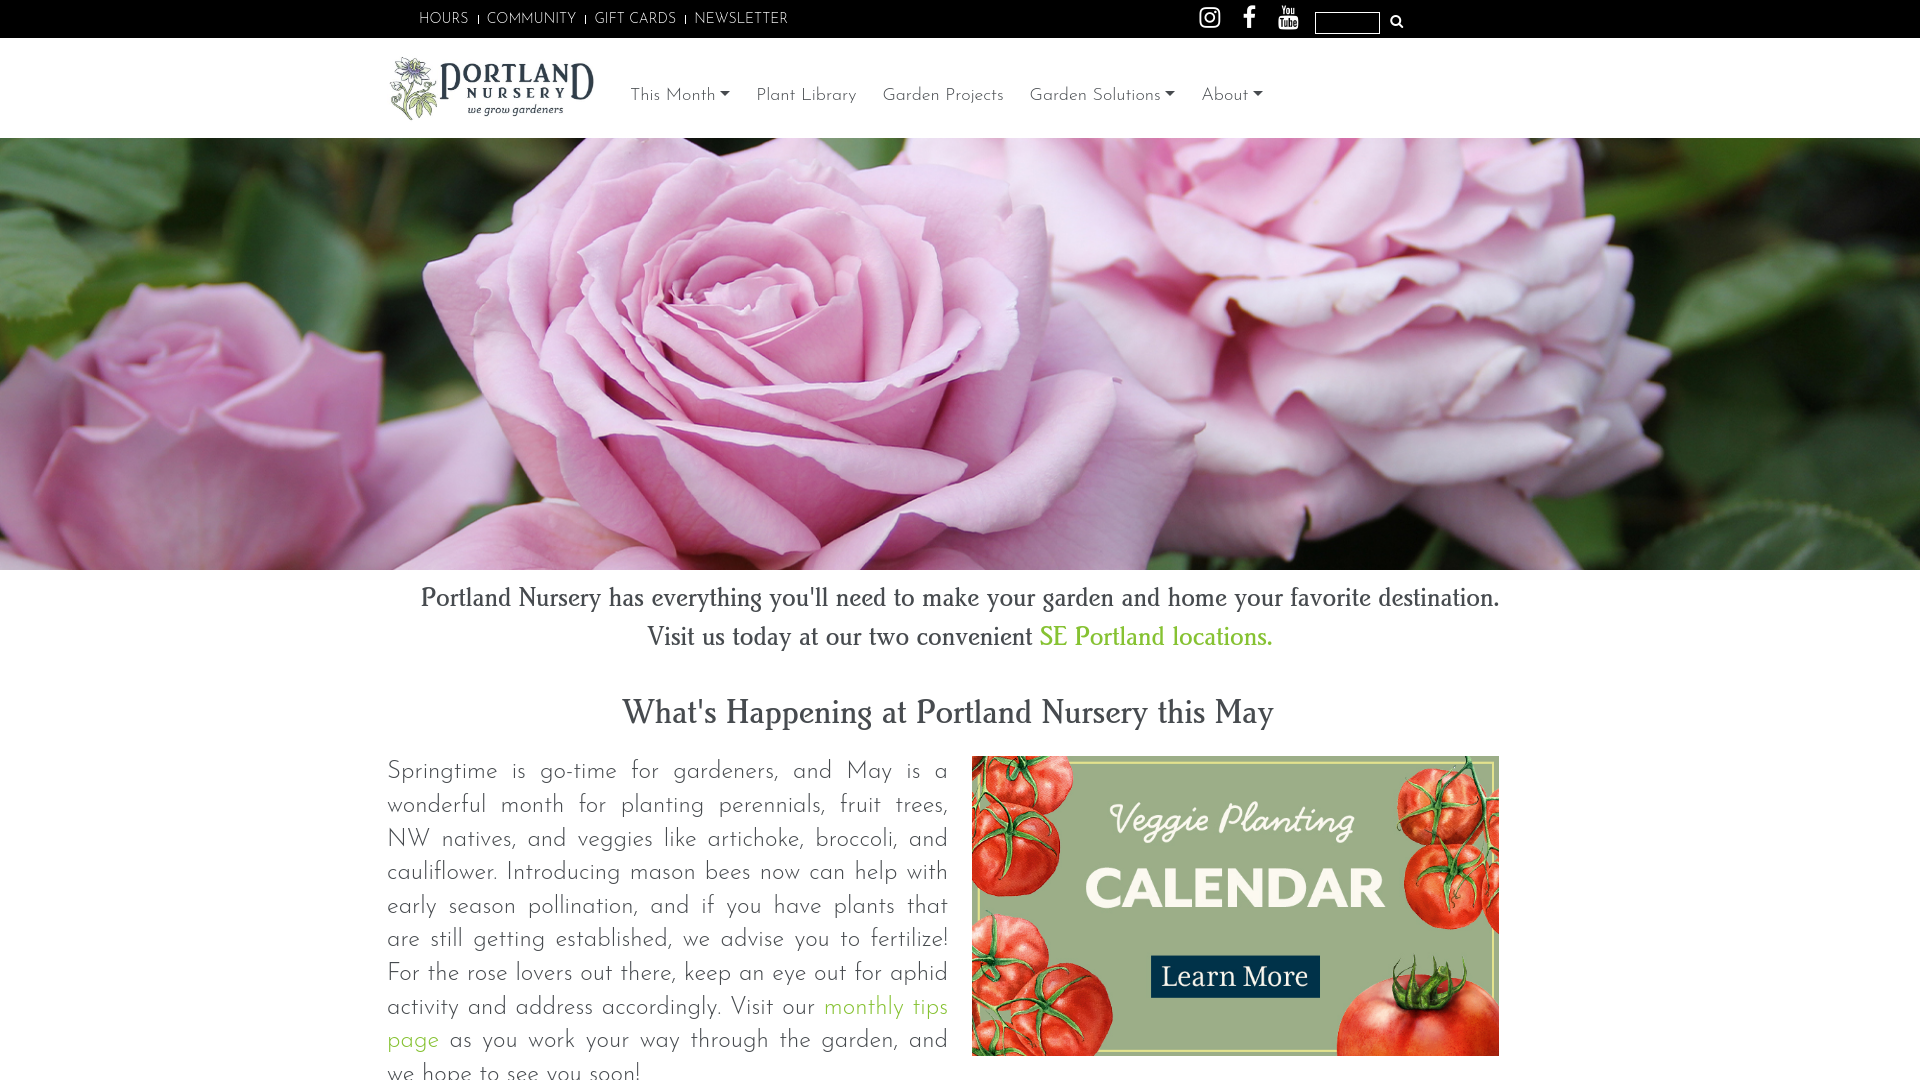 HOURS | COMMUNITY | GIFT CARDS | NEWSLETTER
You
Tube
PORTLAND
NURSERY
we grow gardeners
This Month
Plant Library
Garden Projects
Garden Solutions
About
Portland Nursery has everything you'll need to make your garden and home your favorite destination.
Visit us today at our two convenient SE Portland locations.
What's Happening at Portland Nursery this May
Springtime is go-time for gardeners, and May is a
wonderful month for planting perennials, fruit trees,
NW natives, and veggies like artichoke, broccoli, and
cauliflower. Introducing mason bees now can help with
early season pollination, and if you have plants that
are still getting established, we advise you to fertilize!
For the rose lovers out there, keep an eye out for aphid
activity and address accordingly. Visit our monthly tips
page as you work your way through the garden, and
we hope to see you soon!
Veggie Planting
CALENDAR
Learn More